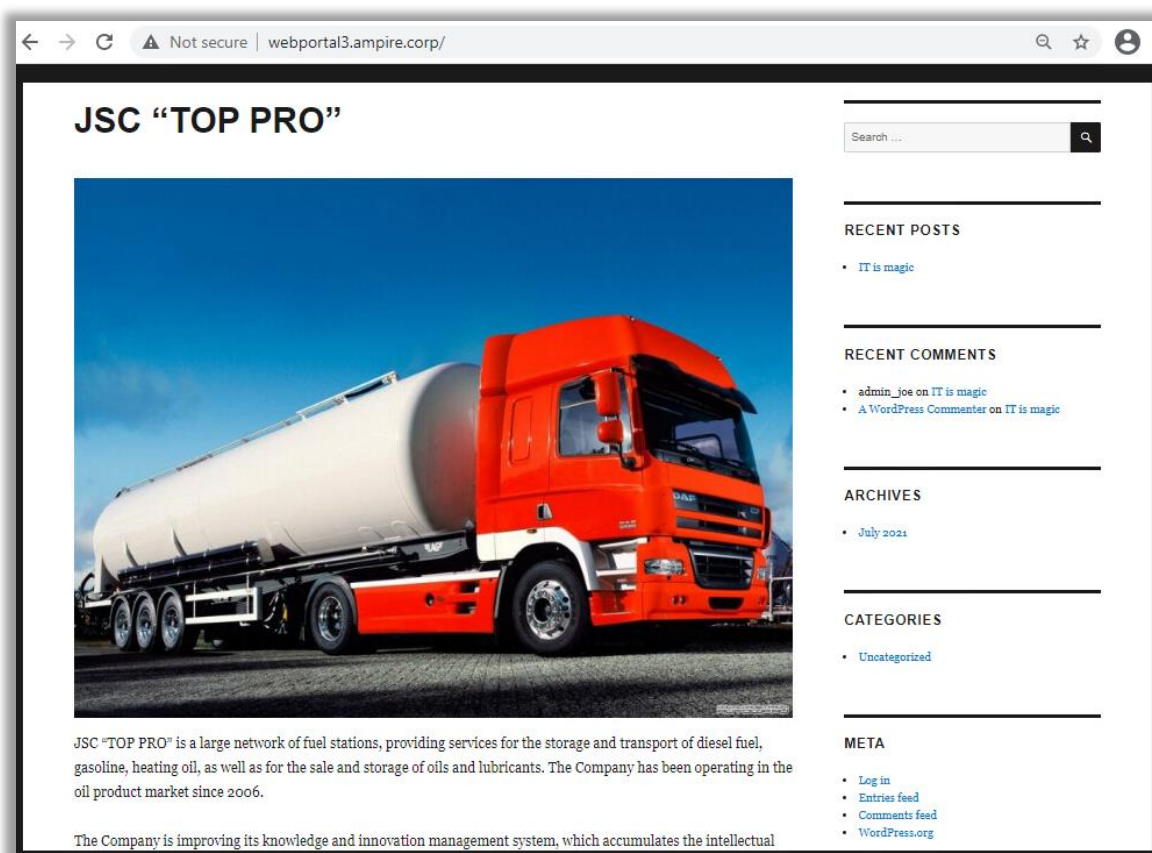 Not secure | webportal3.ampire.corp/
JSC “TOP PRO”
DAF
JSC “TOP PRO” is a large network of fuel stations, providing services for the storage and transport of diesel fuel,
gasoline, heating oil, as well as for the sale and storage of oils and lubricants. The Company has been operating in the
oil product market since 2006.
The Company is improving its knowledge and innovation management system, which accumulates the intellectual
Search ...
RECENT POSTS
IT is magic
RECENT COMMENTS
admin_joe on IT is magic
A WordPress Commenter on IT is magic
ARCHIVES
July 2021
CATEGORIES
Uncategorized
META
Log in
Entries feed
Comments feed
WordPress.org